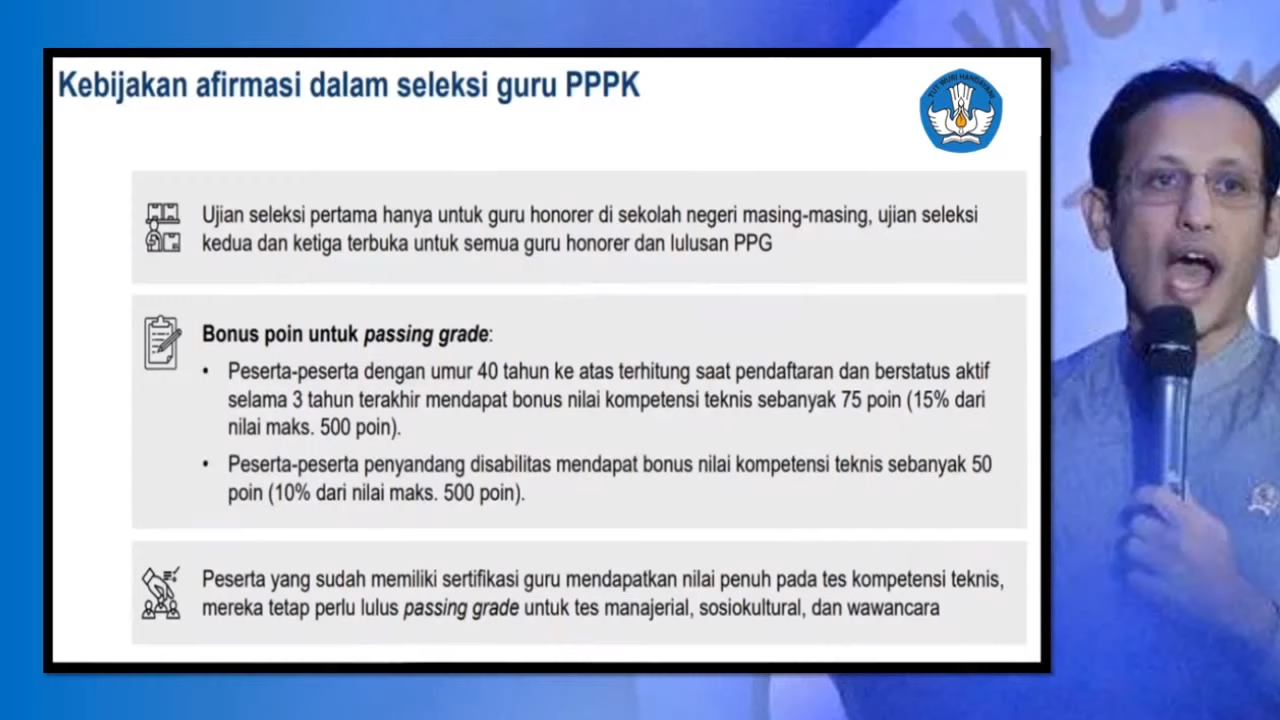 Kebijakan afirmasi dalam seleksi guru PPPK
TUT WURI HANDAYANI
Ujian seleksi pertama hanya untuk guru honorer di sekolah negeri masing-masing, ujian seleksi
kedua dan ketiga terbuka untuk semua guru honorer dan lulusan PPG
Bonus poin untuk passing grade:
• Peserta-peserta dengan umur 40 tahun ke atas terhitung saat pendaftaran dan berstatus aktif
selama 3 tahun terakhir mendapat bonus nilai kompetensi teknis sebanyak 75 poin (15% dari
nilai maks. 500 poin).
• Peserta-peserta penyandang disabilitas mendapat bonus nilai kompetensi teknis sebanyak 50
poin (10% dari nilai maks. 500 poin).
Peserta yang sudah memiliki sertifikasi guru mendapatkan nilai penuh pada tes kompetensi teknis,
mereka tetap perlu lulus passing grade untuk tes manajerial, sosiokultural, dan wawancara